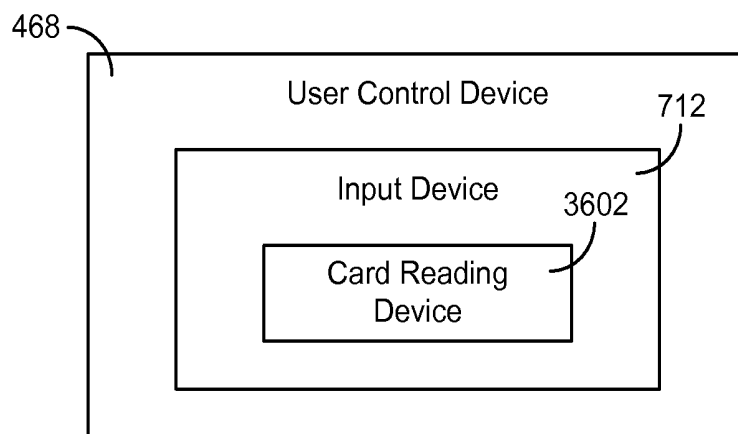 468
User Control Device
712
Input Device
3602
Card Reading
Device